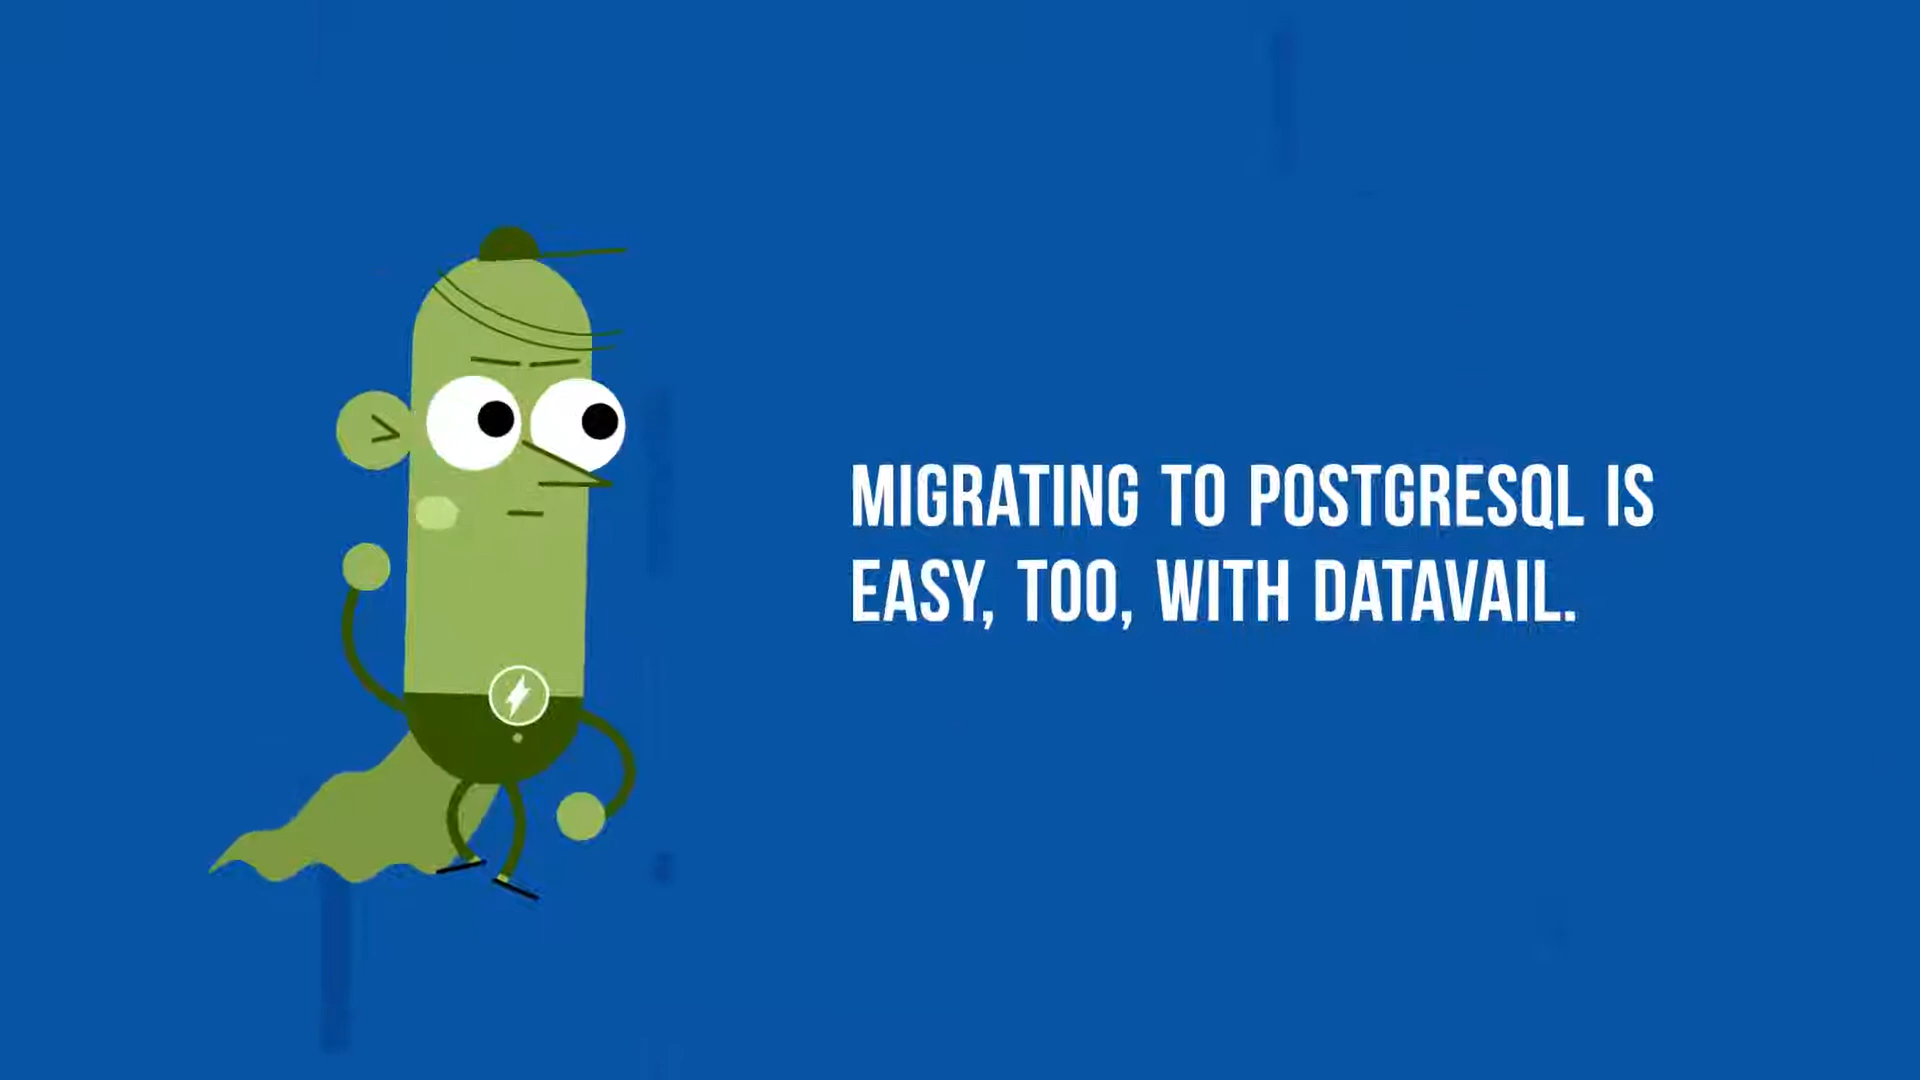 MIGRATING TO POSTGRESQL IS
EASY, TOO, WITH DATAVAIL.